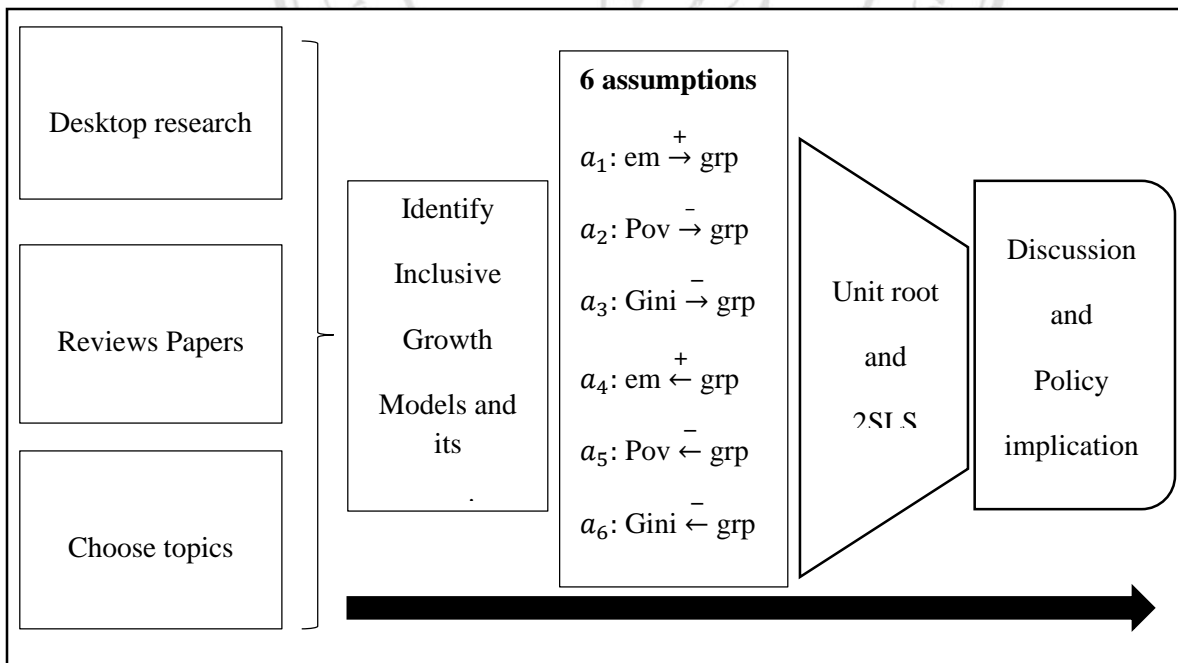 Desktop research
Reviews Papers
Choose topics
Identify
Inclusive
Growth
Models and
its
6 assumptions
𝑎₁: em →⁺ grp
𝑎₂: Pov →⁻ grp
𝑎₃: Gini →⁻ grp
𝑎₄: em ←⁺ grp
𝑎₅: Pov ←⁻ grp
𝑎₆: Gini ←⁻ grp
Unit root
and
2SLS
Discussion
and
Policy
implication